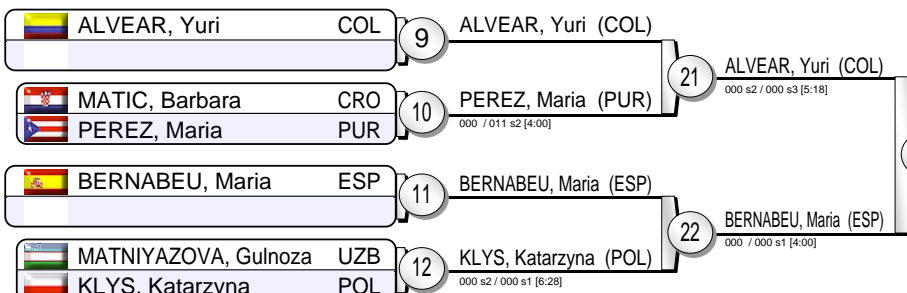 ALVEAR, Yuri COL
9
ALVEAR, Yuri (COL)
21
ALVEAR, Yuri (COL)
000 s2 / 000 s3 [5:18]
MATIC, Barbara CRO
PEREZ, Maria PUR
10
PEREZ, Maria (PUR)
000 / 011 s2 [4:00]
BERNABEU, Maria ESP
11
BERNABEU, Maria (ESP)
22
BERNABEU, Maria (ESP)
000 / 000 s1 [4:00]
MATNIYAZOVA, Gulnoza UZB
KLYS, Katarzyna POL
12
KLYS, Katarzyna (POL)
000 s2 / 000 s1 [6:28]